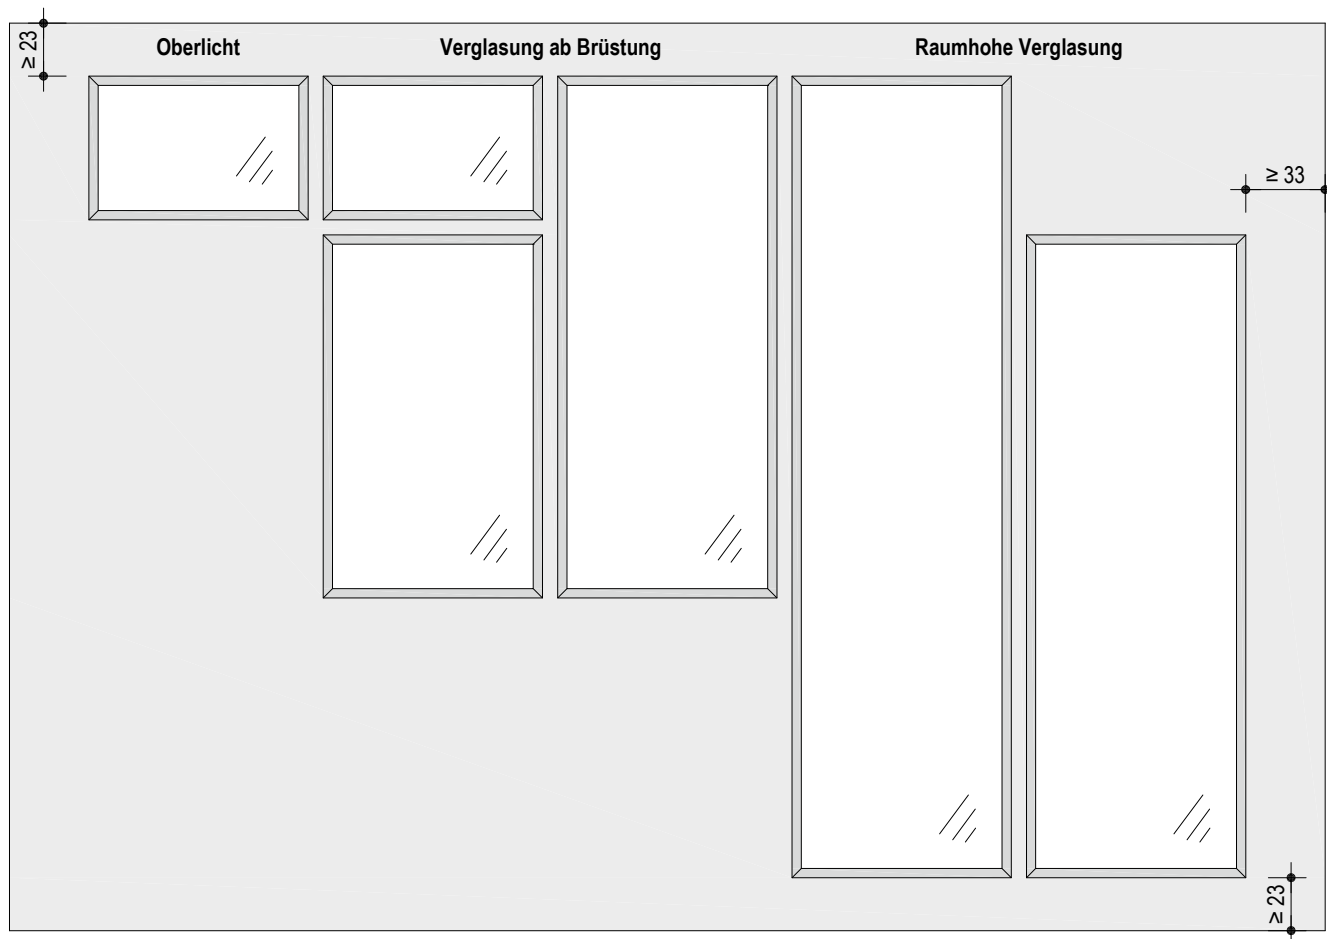 ≥ 23
Oberlicht
Verglasung ab Brüstung
Raumhohe Verglasung
≥ 33
≥ 23